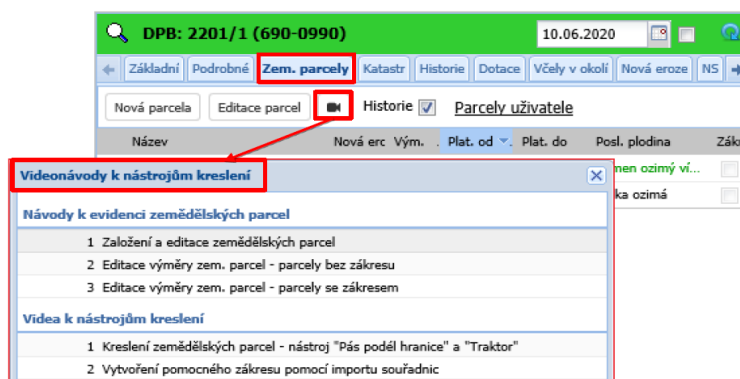 DPB: 2201/1 (690-0990) 10.06.2020
Základní Podrobné Zem. parcely Katastr Historie Dotace Včely v okolí Nová eroze NS
Nová parcela Editace parcel Historie Parcely uživatele
Název Nová erc Vým. . Plat. od . Plat. do Posl. plodina
Videonávody k nástrojům kreslení
ozimý ví...
ozimá
Návody k evidenci zemědělských parcel
1 Založení a editace zemědělských parcel
2 Editace výměry zem. parcel - parcely bez zákresu
3 Editace výměry zem. parcel - parcely se zákresem
Videa k nástrojům kreslení
1 Kreslení zemědělských parcel - nástroj "Pás podél hranice" a "Traktor"
2 Vytvoření pomocného zákresu pomocí importu souřadnic